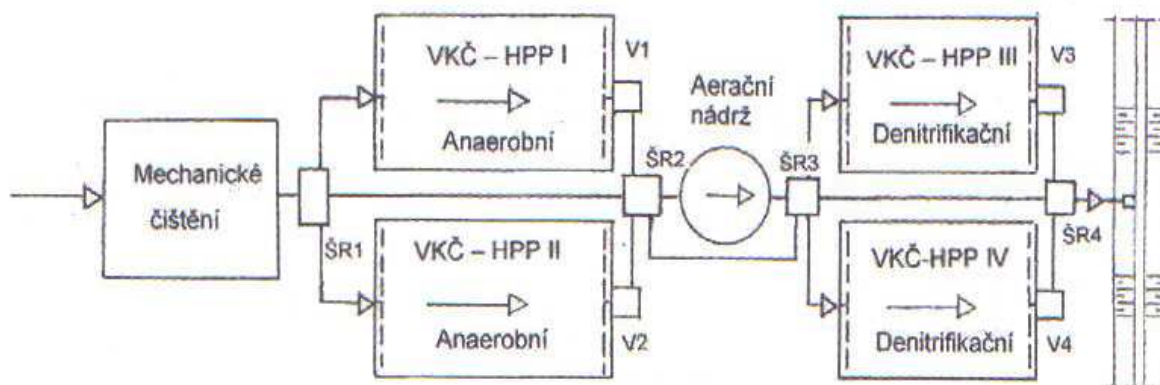 Mechanické
čištění
ŠR1
VKČ – HPP I
Anaerobní
V1
VKČ – HPP II
Anaerobní
V2
ŠR2
Aerační
nádrž
ŠR3
VKČ – HPP III
Denitrifikační
V3
VKČ-HPP IV
Denitrifikační
V4
ŠR4